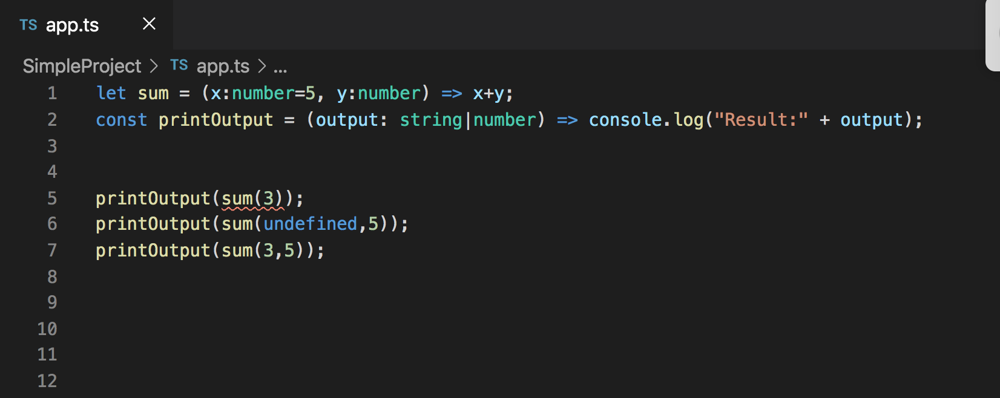 TS app.ts
SimpleProject > TS app.ts > ...
1 let sum = (x:number=5, y:number) => x+y;
2 const printOutput = (output: string|number) => console.log("Result:" + output);
3
4
5 printOutput(sum(3));
6 printOutput(sum(undefined,5));
7 printOutput(sum(3,5));
8
9
10
11
12